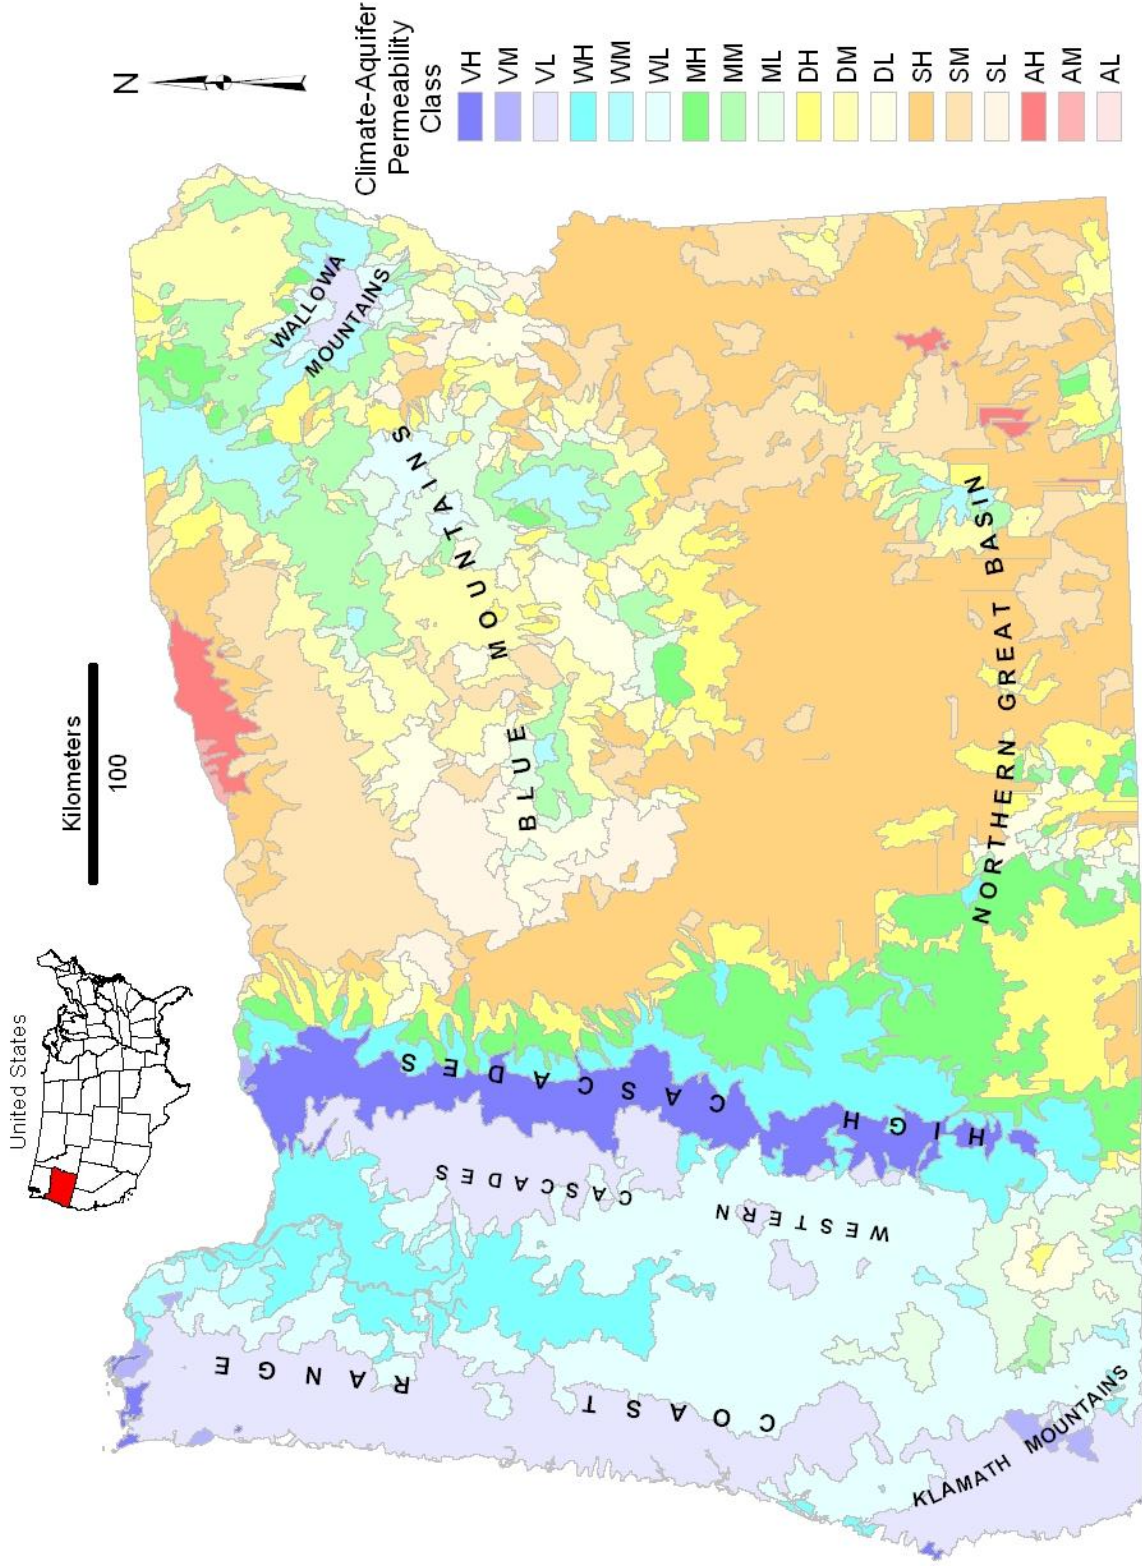 United States
Kilometers
100
N
Climate-Aquifer
Permeability
Class
VH
VM
VL
WH
WM
WL
MH
MM
ML
DH
DM
DL
SH
SM
SL
AH
AM
AL
COAST RANGE
WESTERN CASCADES
HIGH CASCADES
BLUE MOUNTAINS
WALLOWA
MOUNTAINS
KLAMATH MOUNTAINS
NORTHERN GREAT BASIN